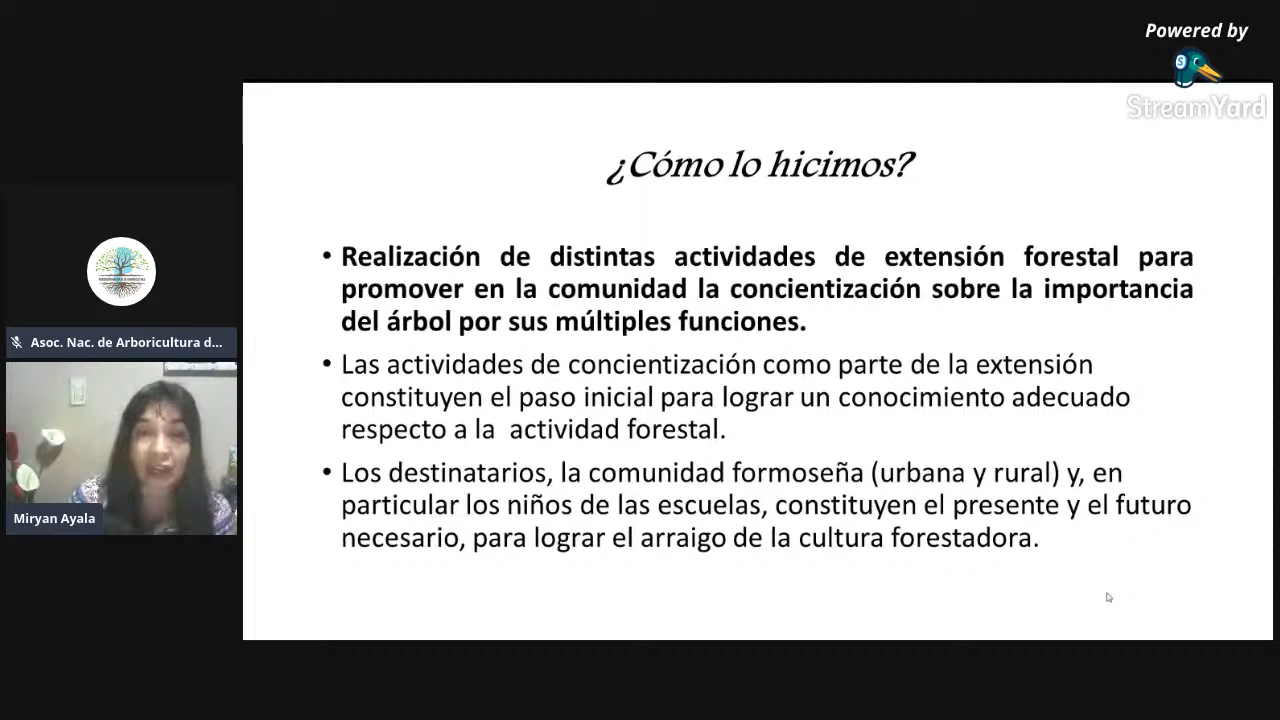 Powered by
StreamYard
¿Cómo lo hicimos?
• Realización de distintas actividades de extensión forestal para
promover en la comunidad la concientización sobre la importancia
del árbol por sus múltiples funciones.
• Las actividades de concientización como parte de la extensión
constituyen el paso inicial para lograr un conocimiento adecuado
respecto a la actividad forestal.
• Los destinatarios, la comunidad formoseña (urbana y rural) y, en
particular los niños de las escuelas, constituyen el presente y el futuro
necesario, para lograr el arraigo de la cultura forestadora.
Asoc. Nac. de Arboricultura d...
Miryan Ayala